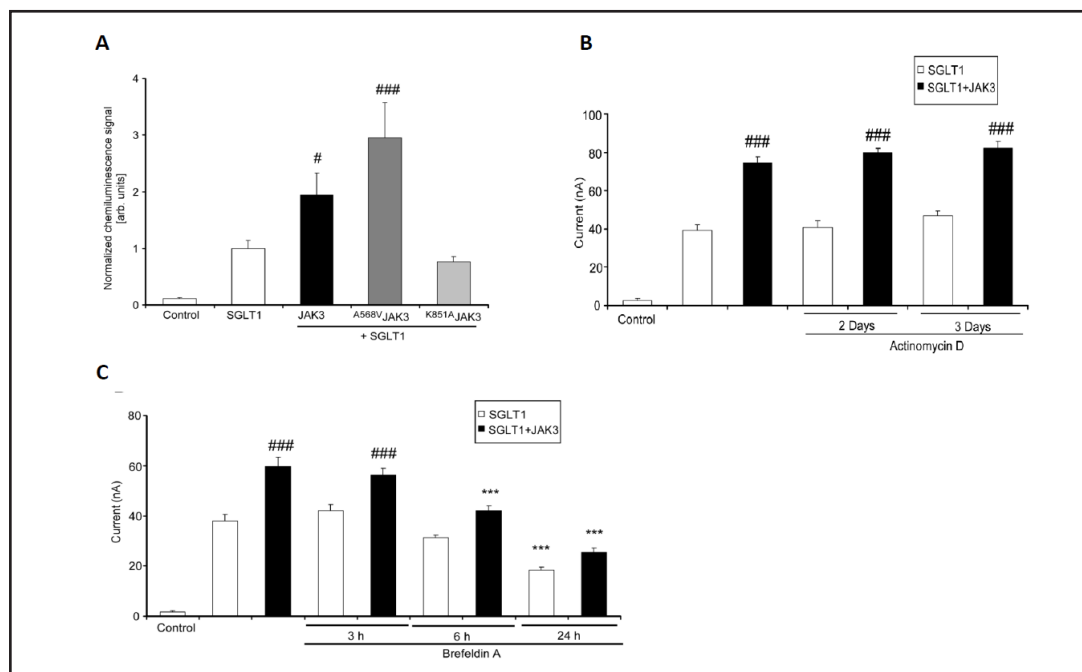 A
Normalized chemiluminescence signal
[arb. units]
4
3
2
1
0
#
###
Control
SGLT1
JAK3
A568VJAK3
K851AJAK3
+ SGLT1
B
SGLT1
SGLT1+JAK3
Current (nA)
100
80
60
40
20
0
###
###
###
Control
2 Days
3 Days
Actinomycin D
C
SGLT1
SGLT1+JAK3
Current (nA)
80
60
40
20
0
###
###
***
***
***
Control
3 h
6 h
24 h
Brefeldin A